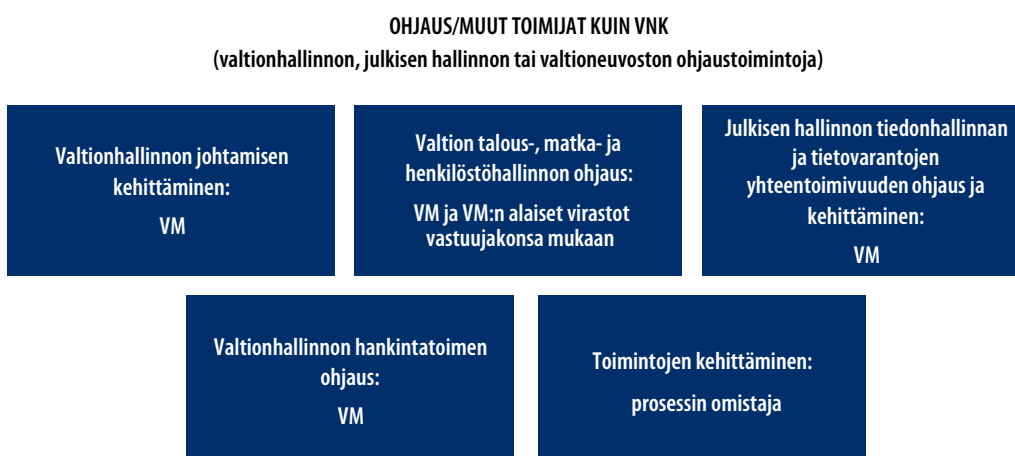 OHJAUS/MUUT TOIMIJAT KUIN VNK
(valtionhallinnon, julkisen hallinnon tai valtioneuvoston ohjaustoimintoja)
Valtionhallinnon johtamisen
kehittäminen:
VM
Valtion talous-, matka- ja
henkilöstöhallinnon ohjaus:
VM ja VM:n alaiset virastot
vastuujakonsa mukaan
Julkisen hallinnon tiedonhallinnan
ja tietovarantojen
yhteentoimivuuden ohjaus ja
kehittäminen:
VM
Valtionhallinnon hankintatoimen
ohjaus:
VM
Toimintojen kehittäminen:
prosessin omistaja